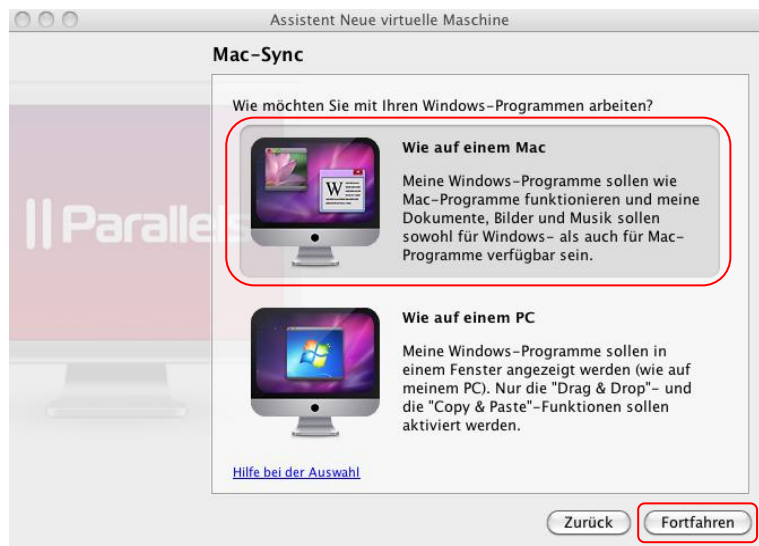 Assistent Neue virtuelle Maschine
Mac-Sync
Wie möchten Sie mit Ihren Windows-Programmen arbeiten?
Wie auf einem Mac
Meine Windows-Programme sollen wie
Mac-Programme funktionieren und meine
Dokumente, Bilder und Musik sollen
sowohl für Windows- als auch für Mac-
Programme verfügbar sein.
W
|| Parallels
Wie auf einem PC
Meine Windows-Programme sollen in
einem Fenster angezeigt werden (wie auf
meinem PC). Nur die "Drag & Drop"- und
die "Copy & Paste"-Funktionen sollen
aktiviert werden.
Hilfe bei der Auswahl
Zurück
Fortfahren